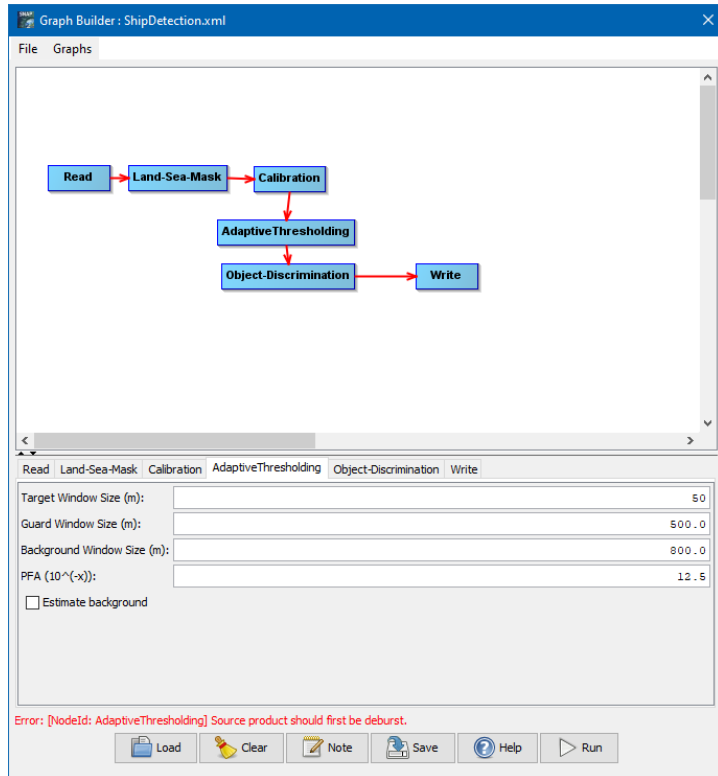 Graph Builder : ShipDetection.xml
File Graphs
Read Land-Sea-Mask Calibration
AdaptiveThresholding
Object-Discrimination Write
Read Land-Sea-Mask Calibration AdaptiveThresholding Object-Discrimination Write
Target Window Size (m): 50
Guard Window Size (m): 500.0
Background Window Size (m): 800.0
PFA (10^(-x)): 12.5
Estimate background
Error: [NodeId: AdaptiveThresholding] Source product should first be deburst.
Load Clear Note Save Help Run